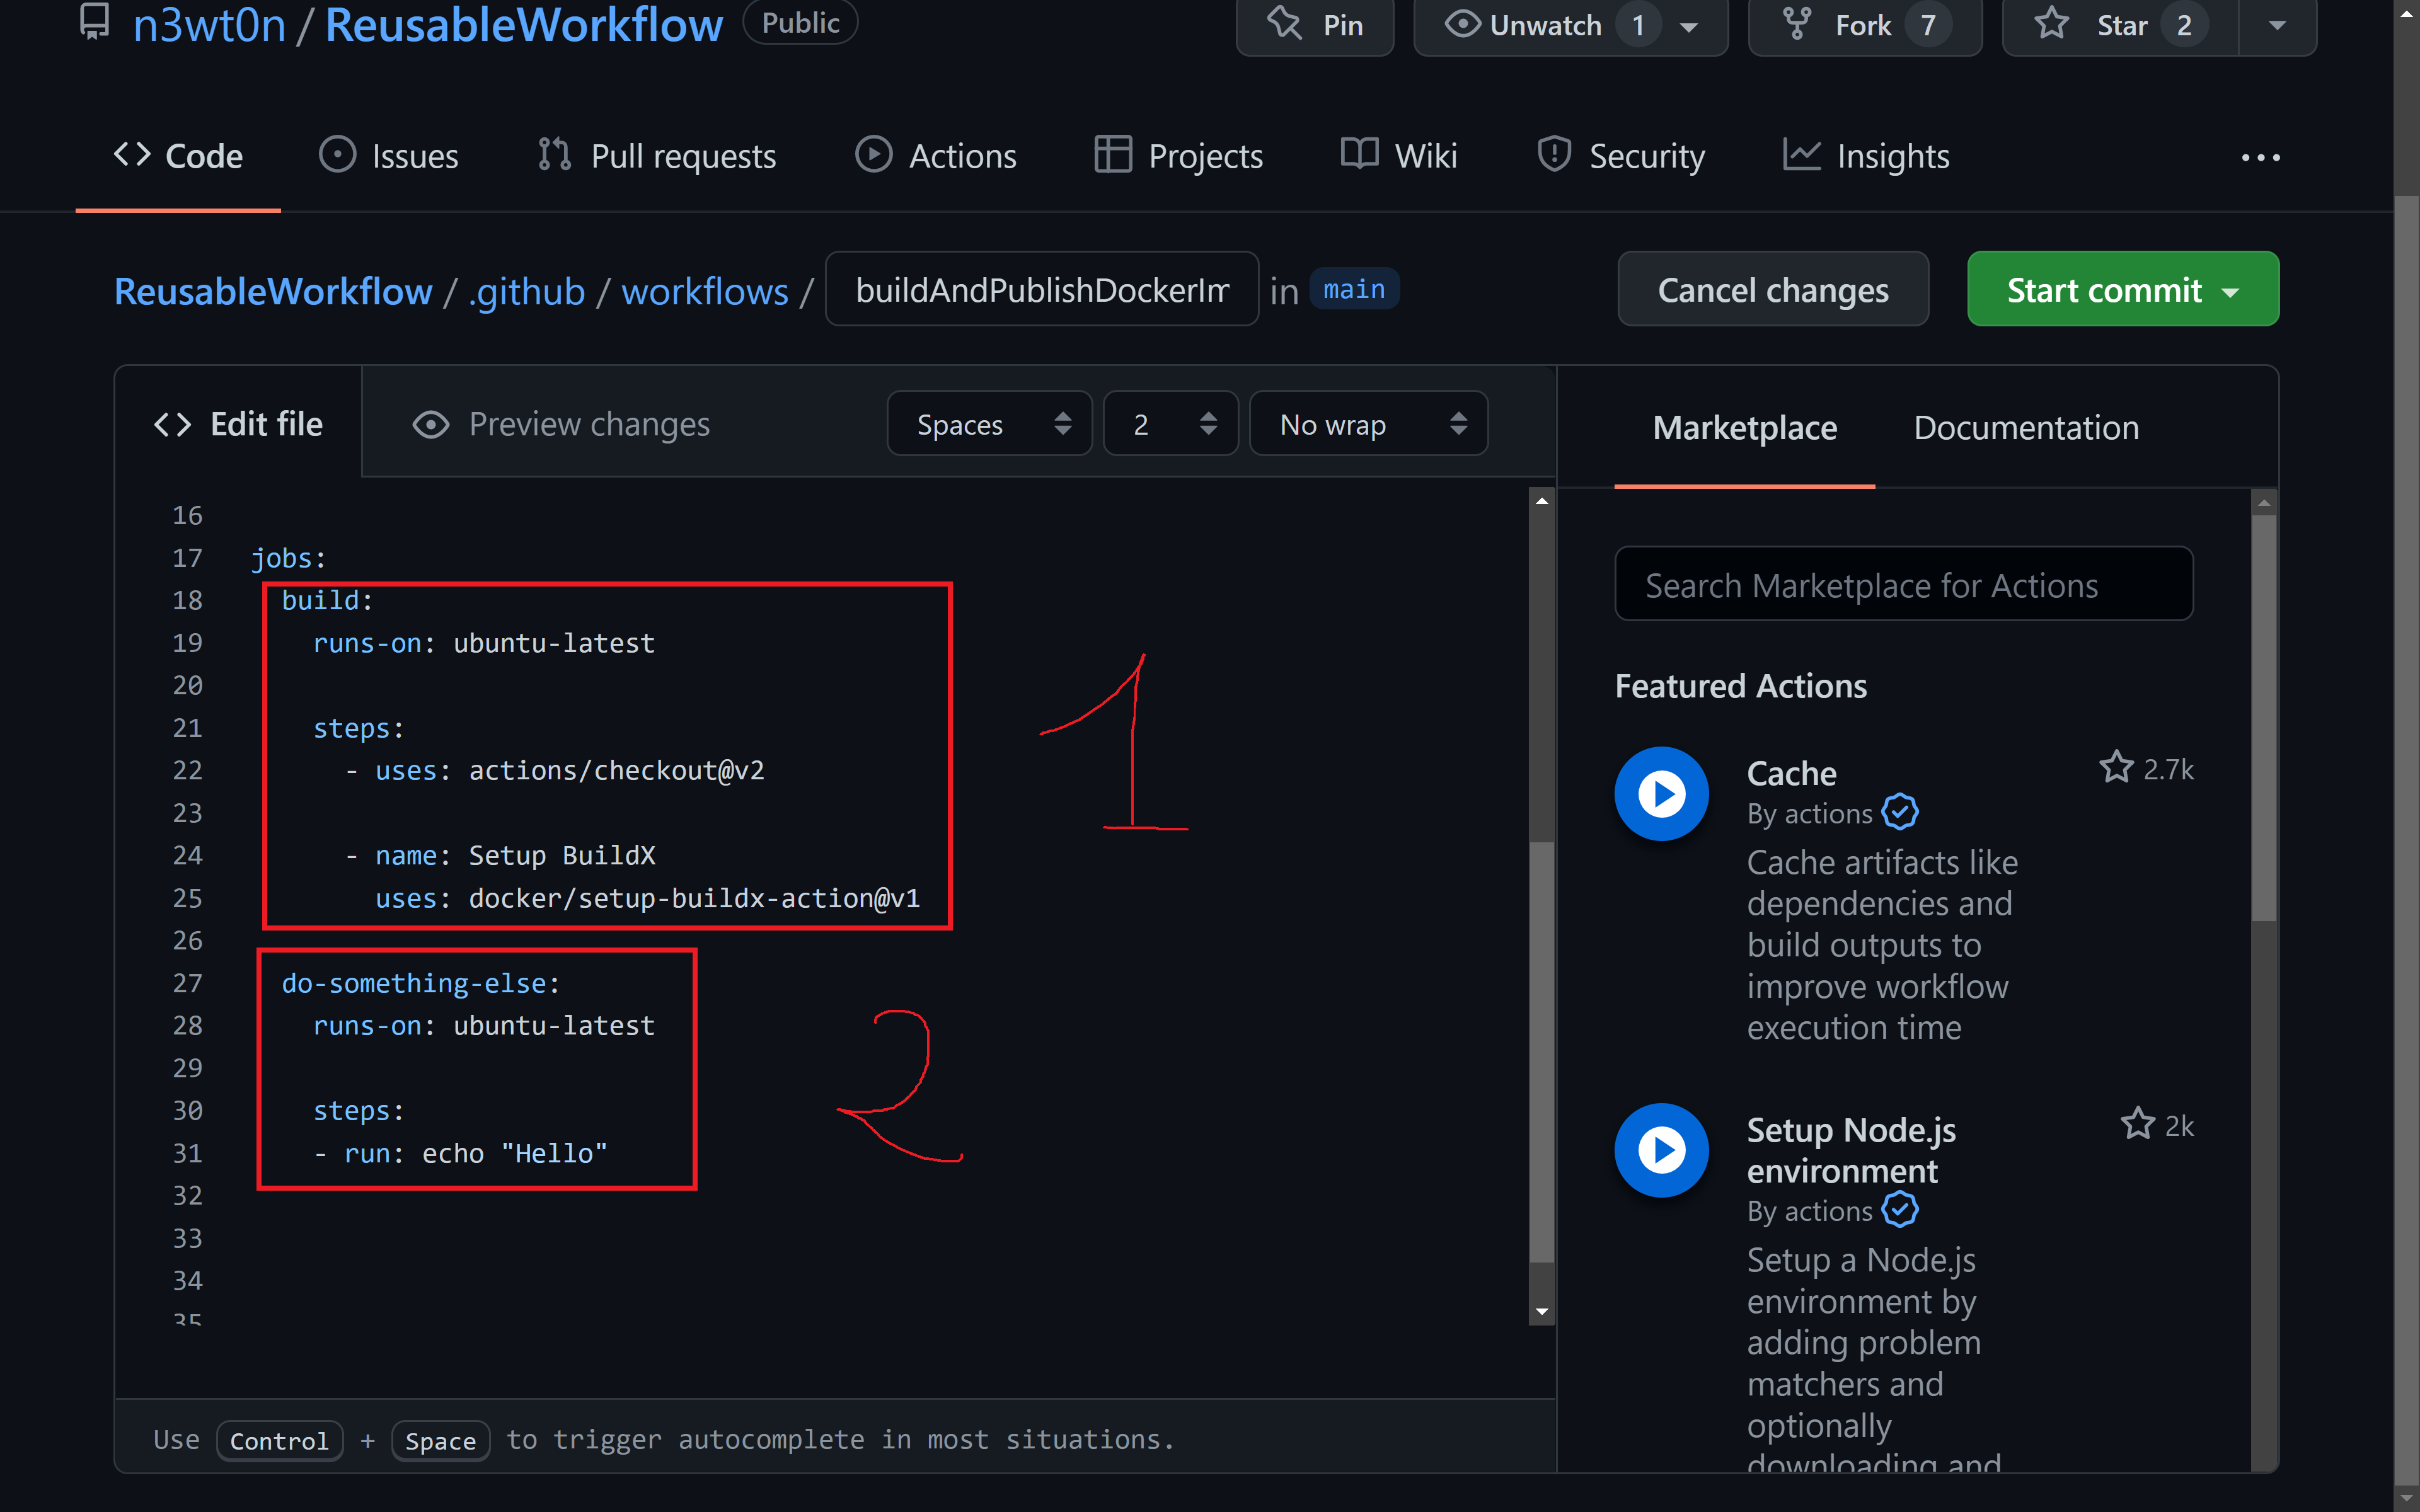 n3wt0n / ReusableWorkflow Public Pin Unwatch 1 Fork 7 Star 2
Code Issues Pull requests Actions Projects Wiki Security Insights ...
ReusableWorkflow / .github / workflows / buildAndPublishDockerIm in main Cancel changes Start commit
Edit file Preview changes Spaces 2 No wrap
16
17 jobs:
18 build:
19 runs-on: ubuntu-latest
20
21 steps:
22 - uses: actions/checkout@v2
23
24 - name: Setup BuildX
25 uses: docker/setup-buildx-action@v1
26
27 do-something-else:
28 runs-on: ubuntu-latest
29
30 steps:
31 - run: echo "Hello"
32
33
34
35
1
2
Use Control + Space to trigger autocomplete in most situations.
Marketplace Documentation
Search Marketplace for Actions
Featured Actions
Cache 2.7k
By actions
Cache artifacts like
dependencies and
build outputs to
improve workflow
execution time
Setup Node.js 2k
environment
By actions
Setup a Node.js
environment by
adding problem
matchers and
optionally
downloading and